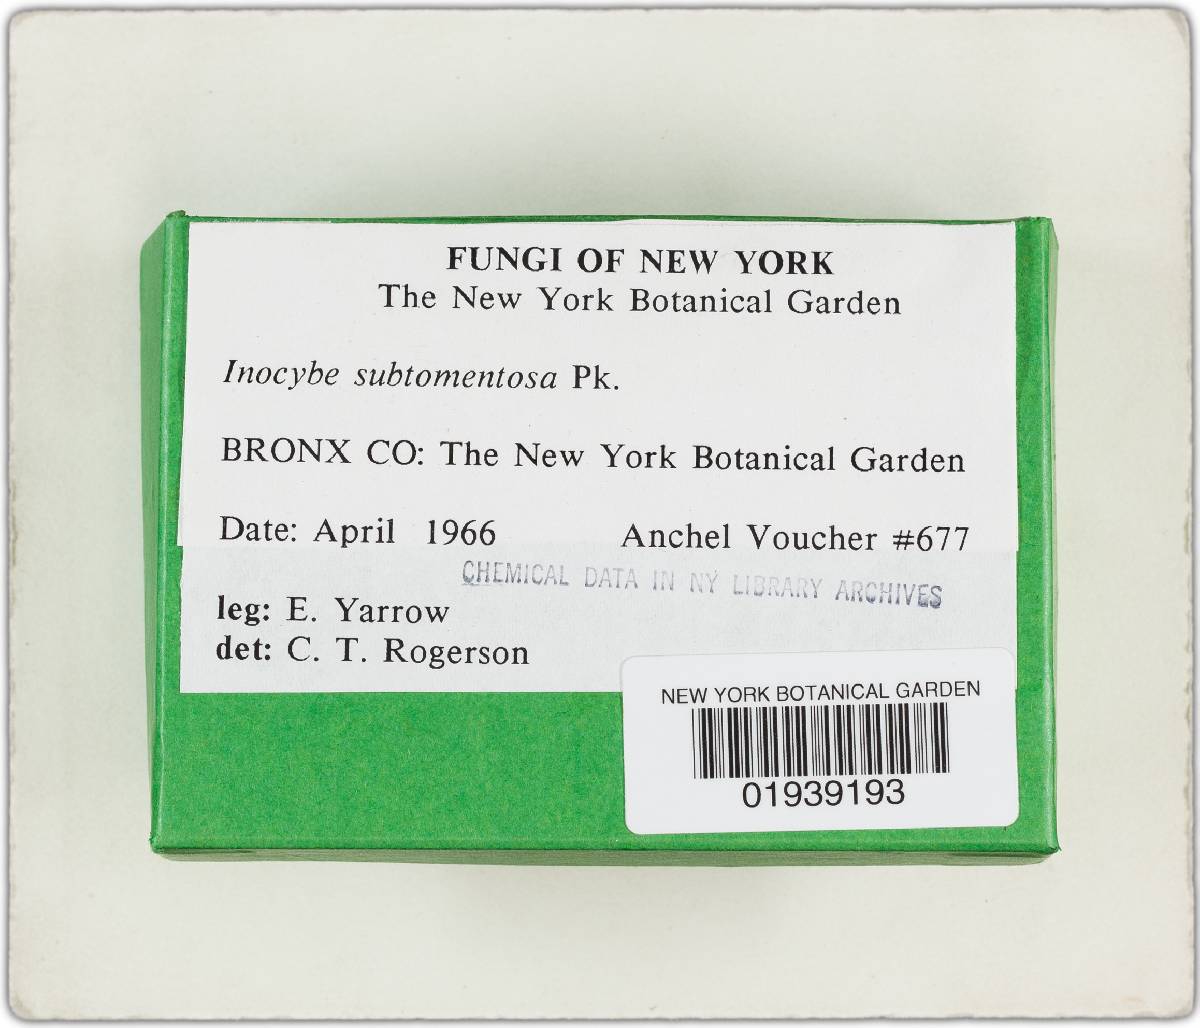 FUNGI OF NEW YORK
The New York Botanical Garden
Inocybe subtomentosa Pk.
BRONX CO: The New York Botanical Garden
Date: April 1966 Anchel Voucher #677
CHEMICAL DATA IN NY LIBRARY ARCHIVES
leg: E. Yarrow
det: C. T. Rogerson
NEW YORK BOTANICAL GARDEN
01939193